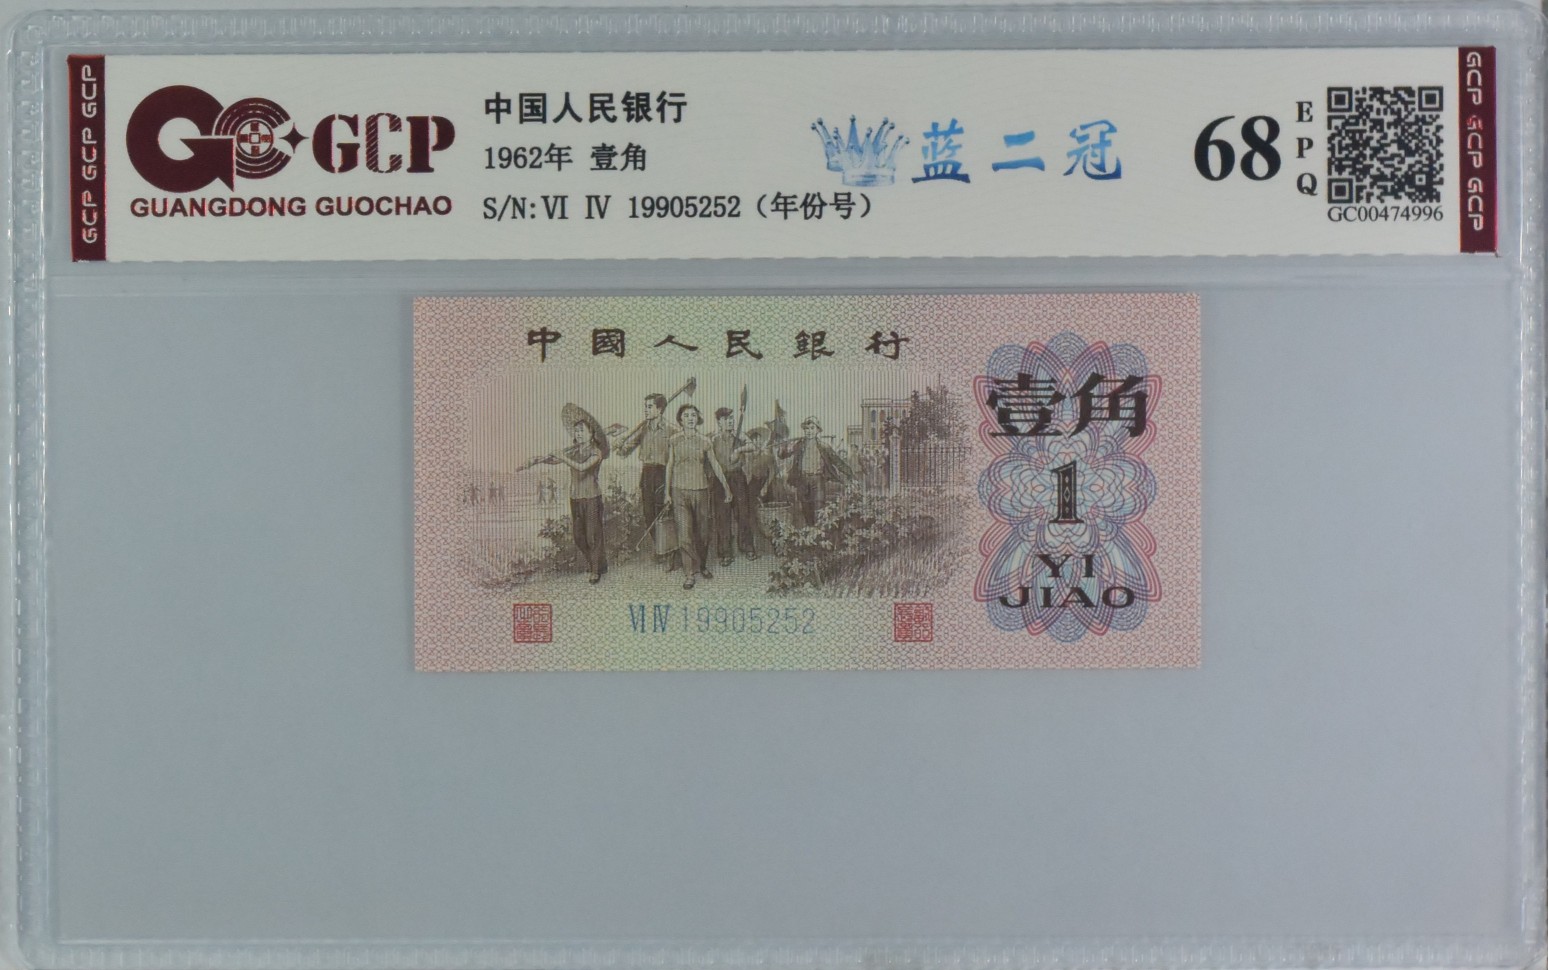 GCP GCP GCP
GCP
GUANGDONG GUOCHAO
中国人民银行
1962年 壹角
S/N: VI IV 19905252（年份号）
蓝二冠
68
EPQ
GC00474996
GCP GCP GCP
中國人民銀行
壹角
1
YI
JIAO
VI IV 19905252